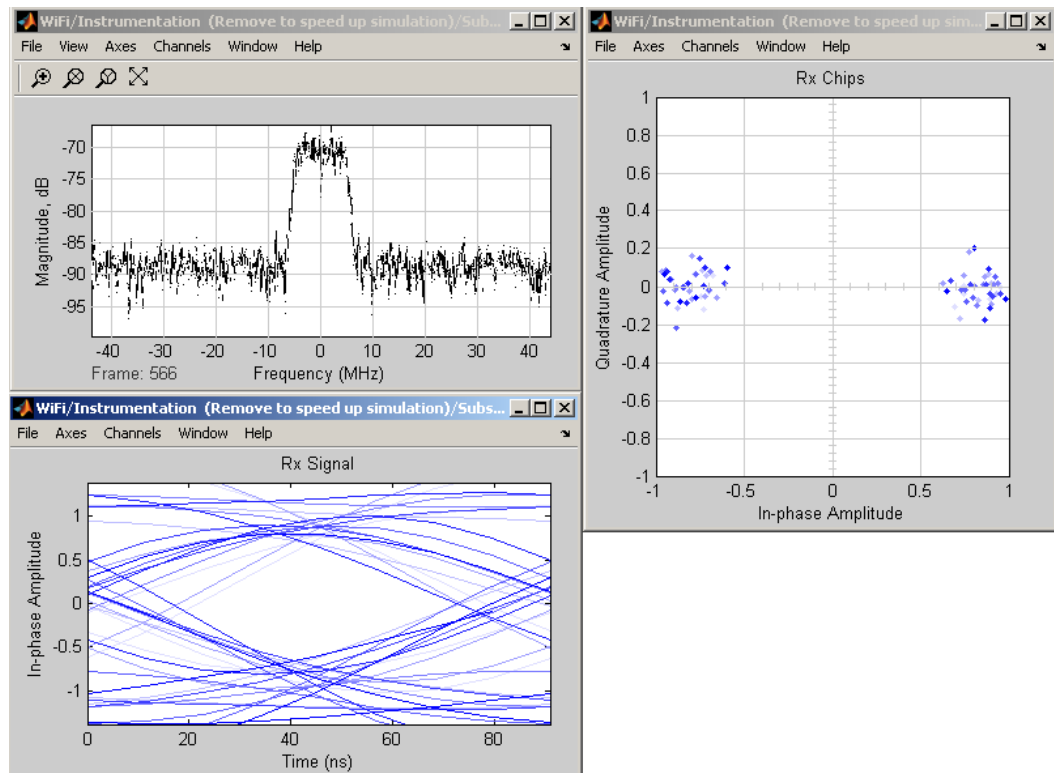 WiFi/Instrumentation (Remove to speed up simulation)/Subs...
File View Axes Channels Window Help
-70
-75
-80
-85
-90
-95
Magnitude, dB
-40 -30 -20 -10 0 10 20 30 40
Frame: 566 Frequency (MHz)
WiFi/Instrumentation (Remove to speed up sim...
File Axes Channels Window Help
Rx Chips
1
0.8
0.6
0.4
0.2
0
-0.2
-0.4
-0.6
-0.8
-1
Quadrature Amplitude
-1 -0.5 0 0.5 1
In-phase Amplitude
WiFi/Instrumentation (Remove to speed up simulation)/Subs...
File Axes Channels Window Help
Rx Signal
1
0.5
0
-0.5
-1
In-phase Amplitude
0 20 40 60 80
Time (ns)